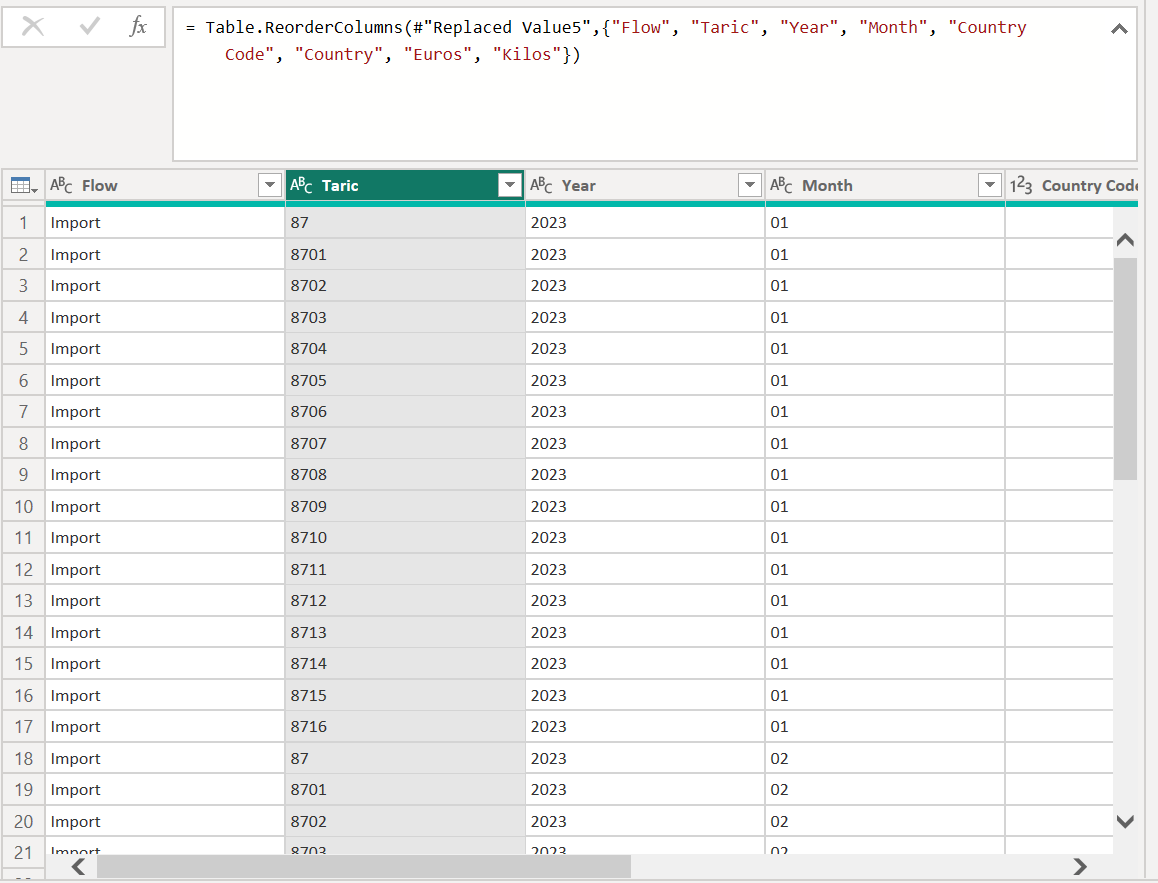 fx
= Table.ReorderColumns(#"Replaced Value5",{"Flow", "Taric", "Year", "Month", "Country
Code", "Country", "Euros", "Kilos"})
ABC Flow ABC Taric ABC Year ABC Month 123 Country Code
1 Import 87 2023 01
2 Import 8701 2023 01
3 Import 8702 2023 01
4 Import 8703 2023 01
5 Import 8704 2023 01
6 Import 8705 2023 01
7 Import 8706 2023 01
8 Import 8707 2023 01
9 Import 8708 2023 01
10 Import 8709 2023 01
11 Import 8710 2023 01
12 Import 8711 2023 01
13 Import 8712 2023 01
14 Import 8713 2023 01
15 Import 8714 2023 01
16 Import 8715 2023 01
17 Import 8716 2023 01
18 Import 87 2023 02
19 Import 8701 2023 02
20 Import 8702 2023 02
21 Import 8703 2023 02